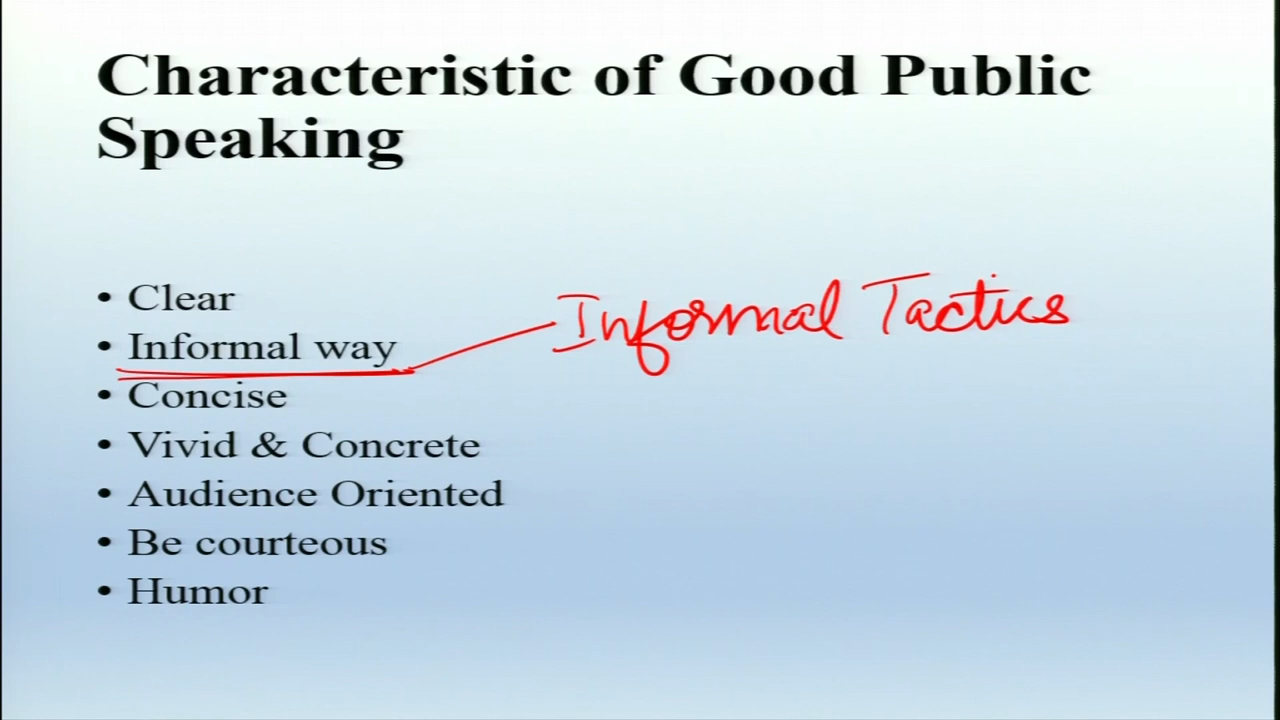 Characteristic of Good Public
Speaking
• Clear
• Informal way
Informal Tactics
• Concise
• Vivid & Concrete
• Audience Oriented
• Be courteous
• Humor